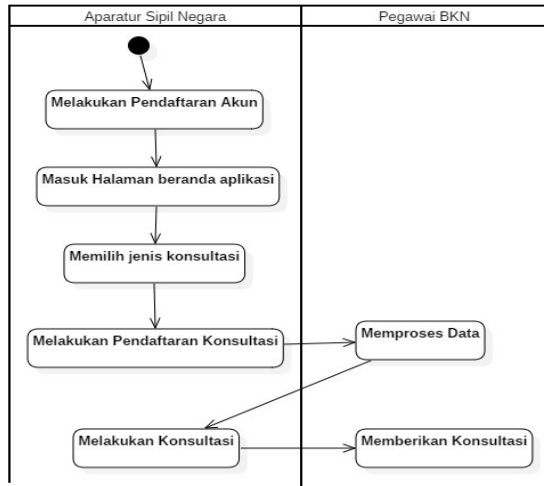 Aparatur Sipil Negara
Pegawai BKN
Melakukan Pendaftaran Akun
Masuk Halaman beranda aplikasi
Memilih jenis konsultasi
Melakukan Pendaftaran Konsultasi
Memproses Data
Melakukan Konsultasi
Memberikan Konsultasi